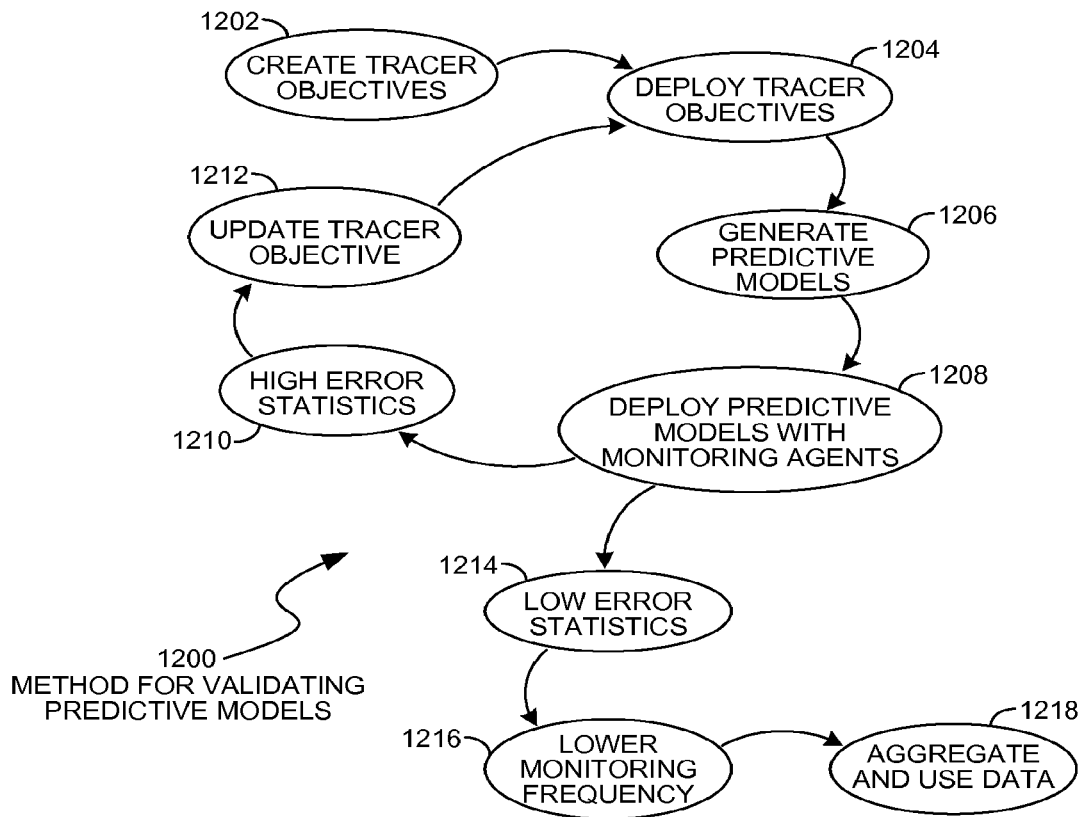 1202
CREATE TRACER
OBJECTIVES
1204
DEPLOY TRACER
OBJECTIVES
1212
UPDATE TRACER
OBJECTIVE
1206
GENERATE
PREDICTIVE
MODELS
HIGH ERROR
STATISTICS
1210
1208
DEPLOY PREDICTIVE
MODELS WITH
MONITORING AGENTS
1214
LOW ERROR
STATISTICS
1200
METHOD FOR VALIDATING
PREDICTIVE MODELS
1216
LOWER
MONITORING
FREQUENCY
1218
AGGREGATE
AND USE DATA